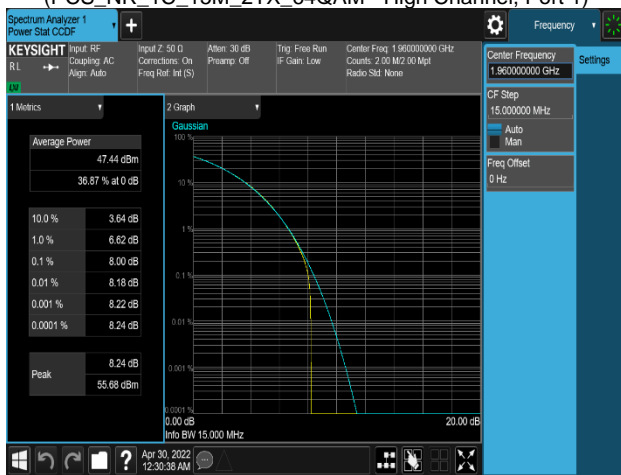 (PCS_NR_1C_15M_2TX_64QAM - High Channel, Port 1)
Spectrum Analyzer 1
Power Stat CCDF
+
Frequency
KEYSIGHT
Input: RF
Coupling: AC
Align: Auto
Input Z: 50 Ω
Corrections: On
Freq Ref: Int (S)
Atten: 30 dB
Preamp: Off
Trig: Free Run
IF Gain: Low
Center Freq: 1.960000000 GHz
Counts: 2.00 M/2.00 Mpt
Radio Std: None
RL
LXI
Center Frequency
1.960000000 GHz
Settings
CF Step
15.000000 MHz
Auto
Man
Freq Offset
0 Hz
1 Metrics
2 Graph
Average Power
47.44 dBm
36.87 % at 0 dB
10.0 % 3.64 dB
1.0 % 6.62 dB
0.1 % 8.00 dB
0.01 % 8.18 dB
0.001 % 8.22 dB
0.0001 % 8.24 dB
Peak
8.24 dB
55.68 dBm
Gaussian
100 %
10 %
1 %
0.1 %
0.01 %
0.001 %
0.0001 %
0.00 dB
20.00 dB
Info BW 15.000 MHz
?
Apr 30, 2022
12:30:38 AM